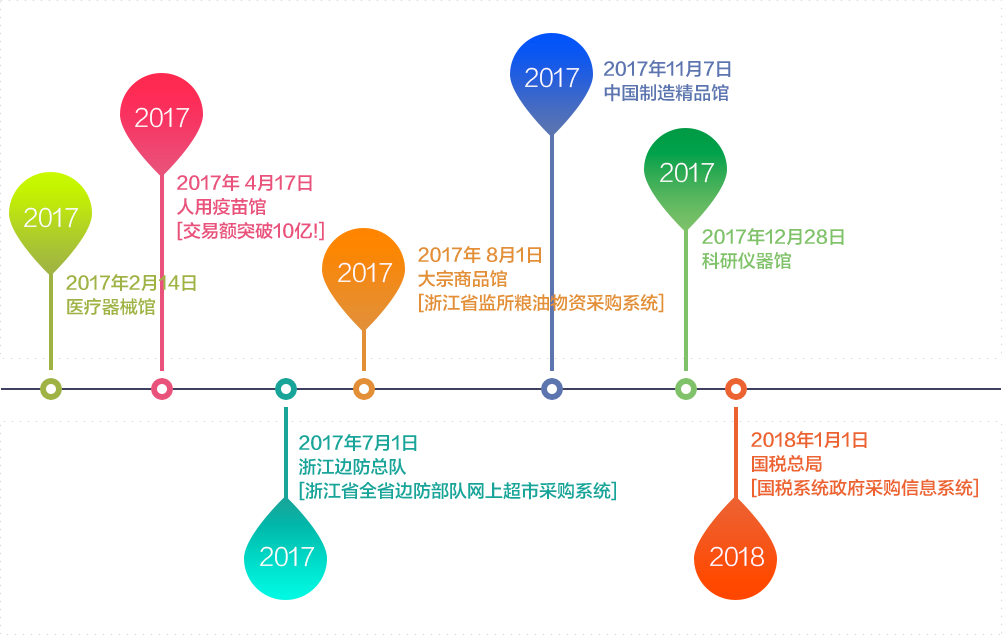 2017
2017年2月14日
医疗器械馆
2017
2017年 4月17日
人用疫苗馆
[交易额突破10亿!]
2017年7月1日
浙江边防总队
[浙江省全省边防部队网上超市采购系统]
2017
2017
2017年 8月1日
大宗商品馆
[浙江省监所粮油物资采购系统]
2017
2017年11月7日
中国制造精品馆
2017
2017年12月28日
科研仪器馆
2018年1月1日
国税总局
[国税系统政府采购信息系统]
2018